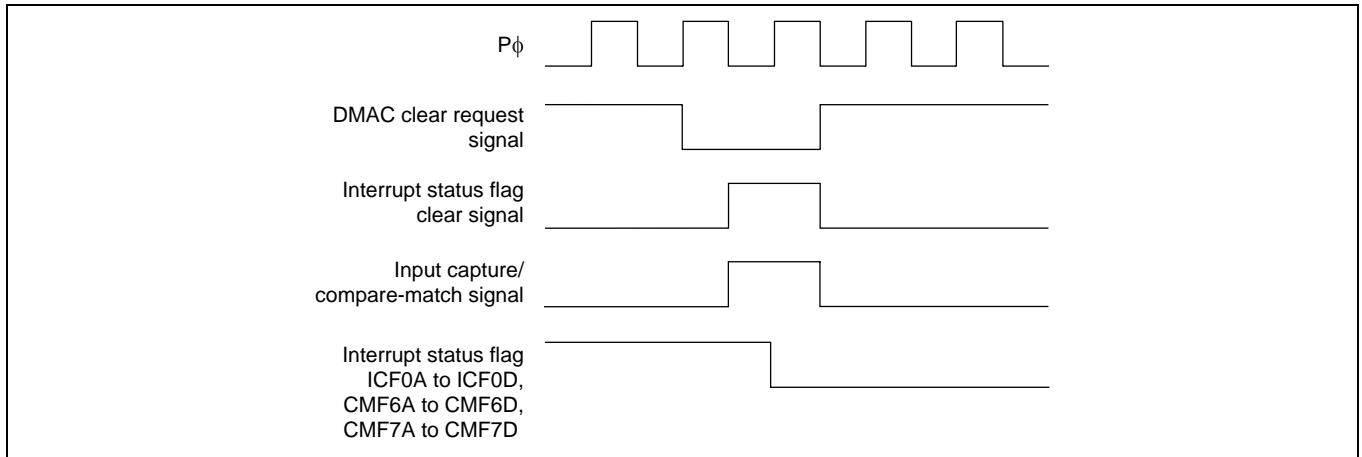 Pϕ
DMAC clear request
signal
Interrupt status flag
clear signal
Input capture/
compare-match signal
Interrupt status flag
ICF0A to ICF0D,
CMF6A to CMF6D,
CMF7A to CMF7D